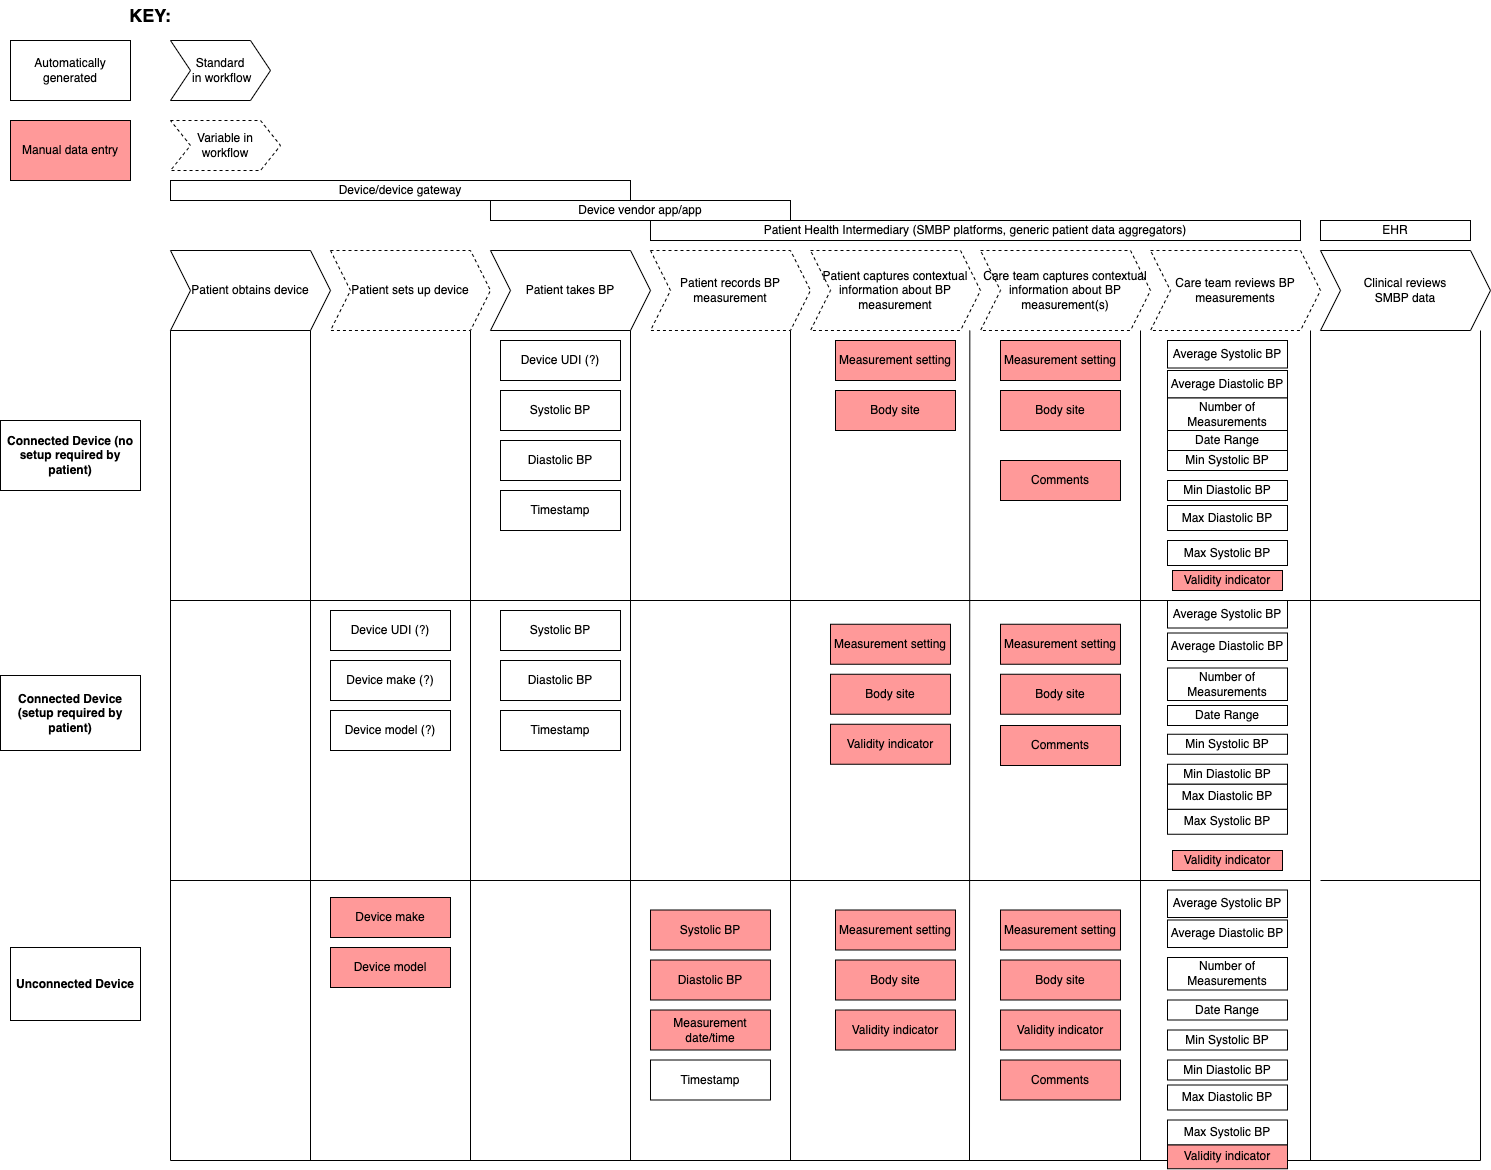 KEY:
Automatically
generated
Standard
in workflow
Manual data entry
Variable in
workflow
Device/device gateway
Device vendor app/app
Patient Health Intermediary (SMBP platforms, generic patient data aggregators)
EHR
Patient obtains device
Patient sets up device
Patient takes BP
Patient records BP
measurement
Patient captures contextual
information about BP
measurement
Care team captures contextual
information about BP
measurement(s)
Care team reviews BP
measurements
Clinical reviews
SMBP data
Connected Device (no
setup required by
patient)
Device UDI (?)
Systolic BP
Diastolic BP
Timestamp
Measurement setting
Body site
Measurement setting
Body site
Comments
Average Systolic BP
Average Diastolic BP
Number of
Measurements
Date Range
Min Systolic BP
Min Diastolic BP
Max Diastolic BP
Max Systolic BP
Validity indicator
Connected Device
(setup required by
patient)
Device UDI (?)
Device make (?)
Device model (?)
Systolic BP
Diastolic BP
Timestamp
Measurement setting
Body site
Validity indicator
Measurement setting
Body site
Comments
Average Systolic BP
Average Diastolic BP
Number of
Measurements
Date Range
Min Systolic BP
Min Diastolic BP
Max Diastolic BP
Max Systolic BP
Validity indicator
Unconnected Device
Device make
Device model
Systolic BP
Diastolic BP
Measurement
date/time
Timestamp
Measurement setting
Body site
Validity indicator
Measurement setting
Body site
Validity indicator
Comments
Average Systolic BP
Average Diastolic BP
Number of
Measurements
Date Range
Min Systolic BP
Min Diastolic BP
Max Diastolic BP
Max Systolic BP
Validity indicator